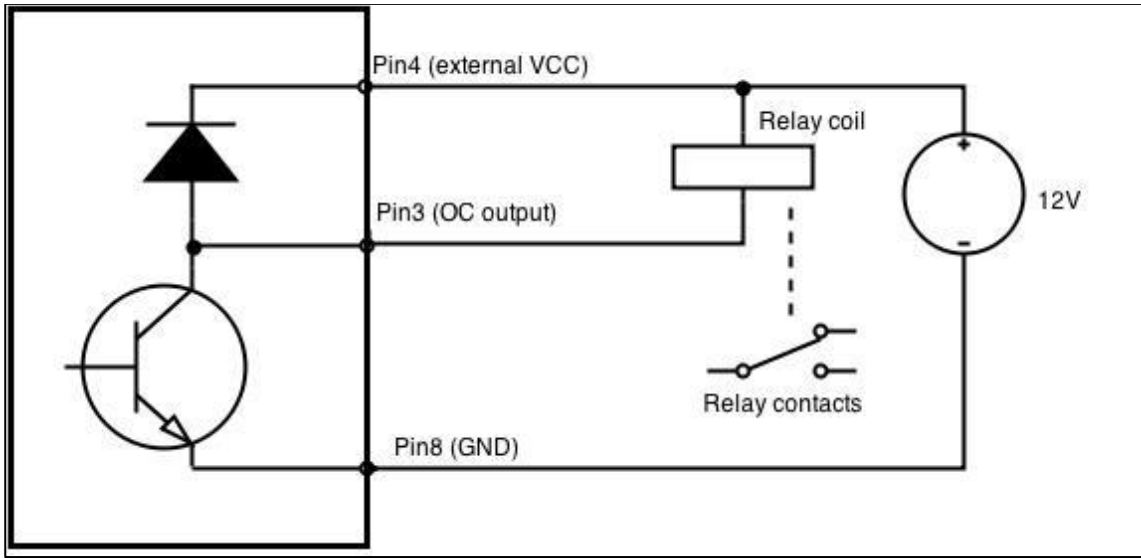 Pin4 (external VCC)
Relay coil
+
12V
Pin3 (OC output)
−
Relay contacts
Pin8 (GND)